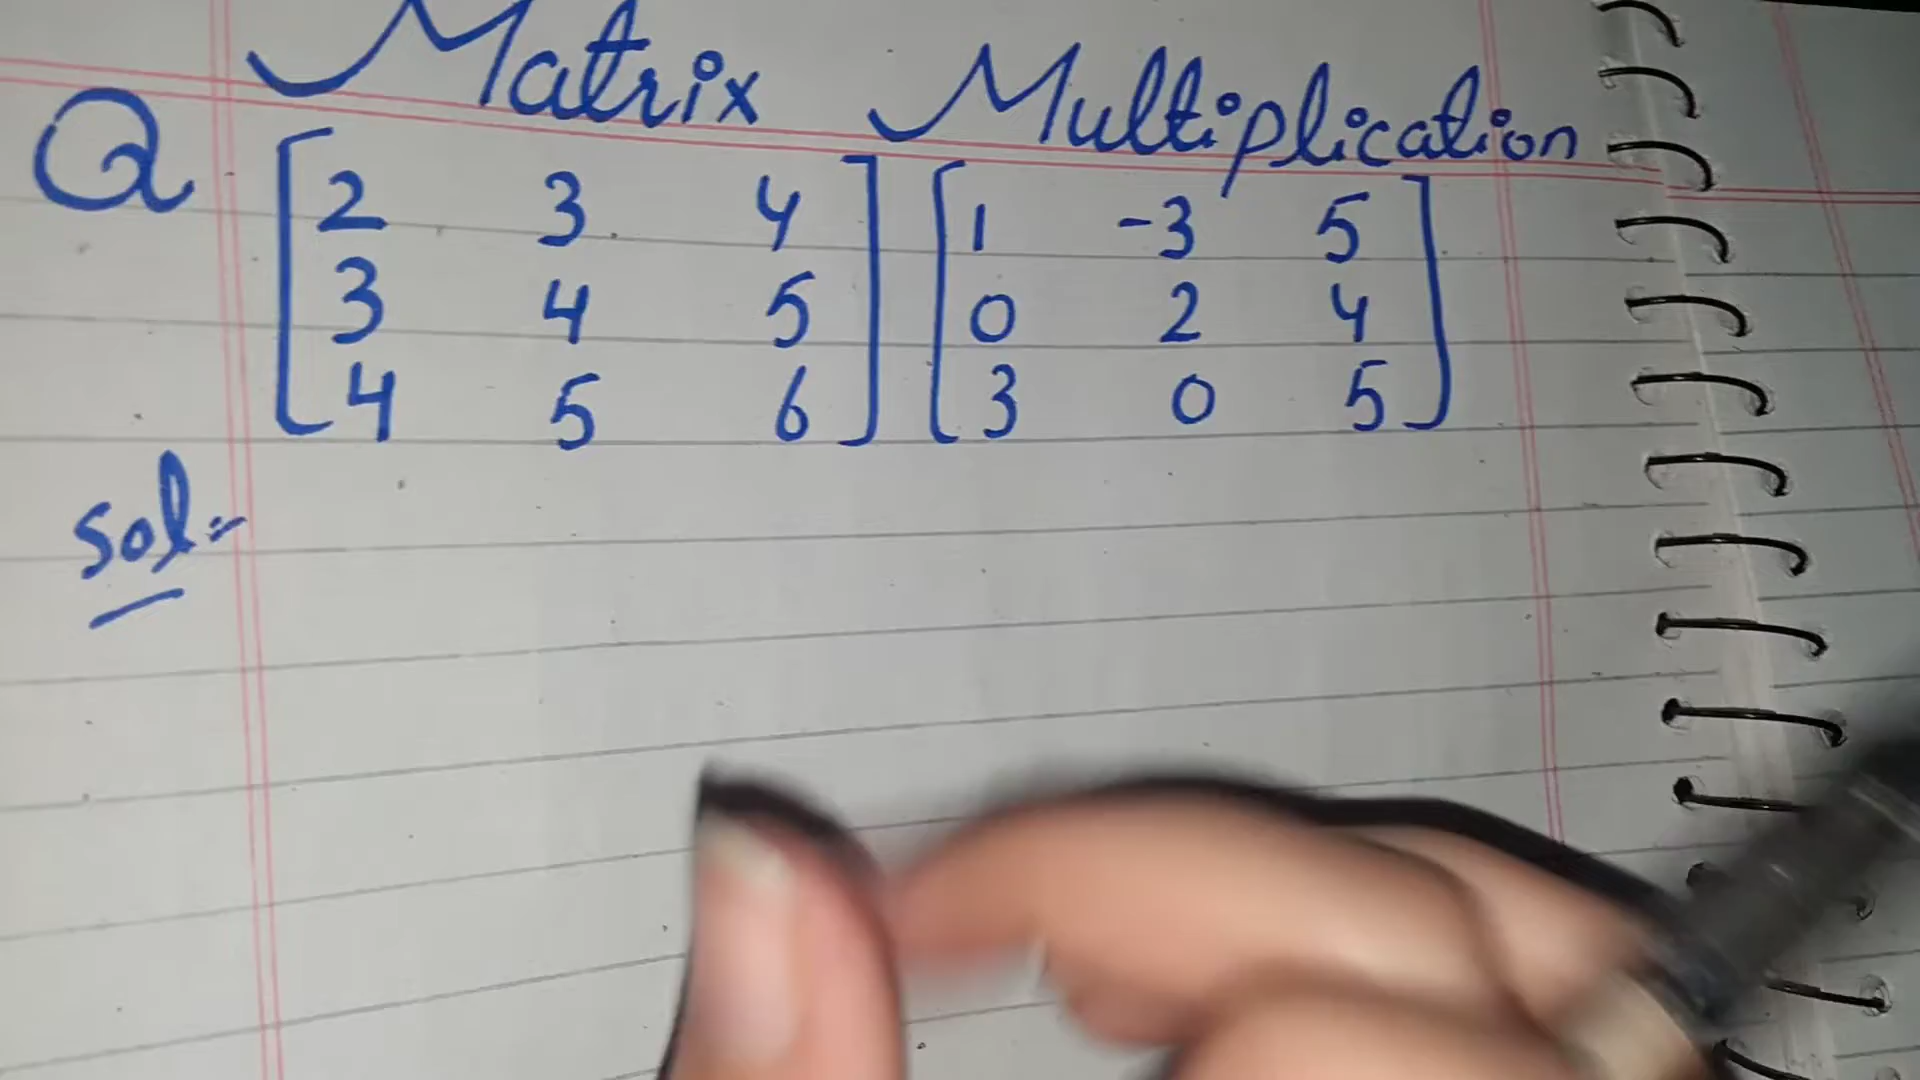 Matrix Multiplication
Q [2 3 4] [1 -3 5]
3 4 5 0 2 4
4 5 6 3 0 5
Sol=